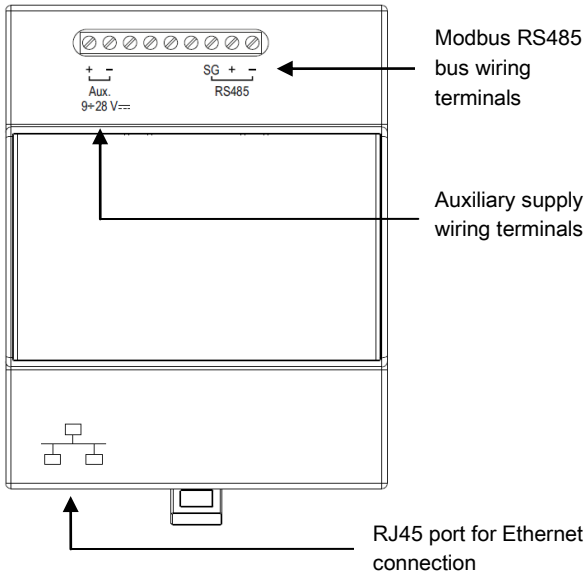 Modbus RS485
bus wiring
terminals
+ − SG + −
Aux. RS485
9÷28 V⎓
Auxiliary supply
wiring terminals
RJ45 port for Ethernet
connection